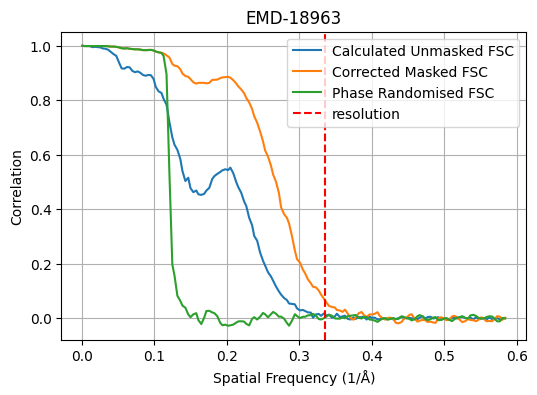 EMD-18963
Correlation
1.0
0.8
0.6
0.4
0.2
0.0
Calculated Unmasked FSC
Corrected Masked FSC
Phase Randomised FSC
resolution
0.0 0.1 0.2 0.3 0.4 0.5 0.6
Spatial Frequency (1/Å)